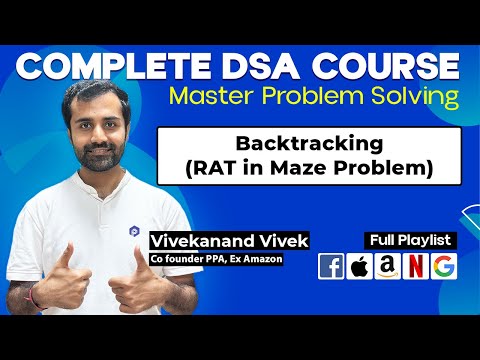 COMPLETE DSA COURSE
Master Problem Solving
Backtracking
(RAT in Maze Problem)
Vivekanand Vivek
Co founder PPA, Ex Amazon
Full Playlist